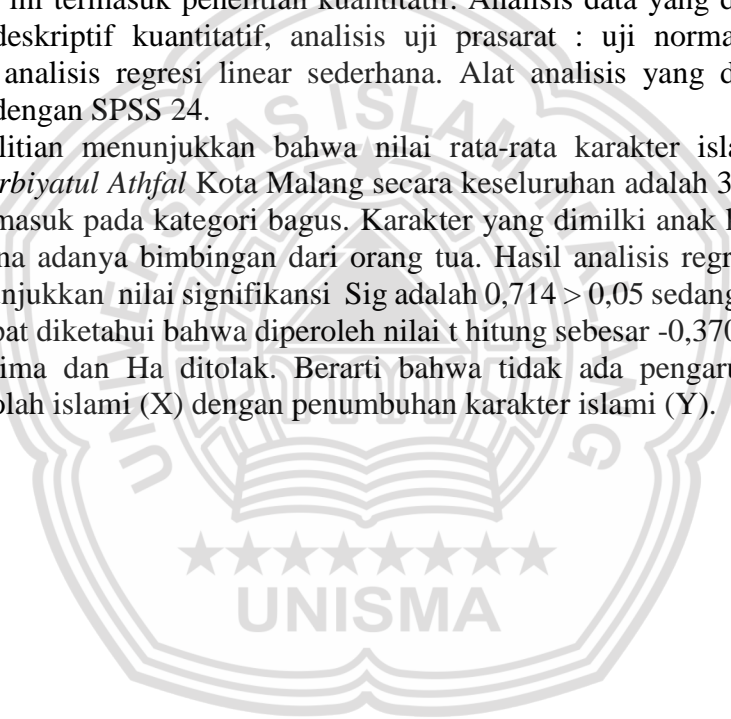 ini termasuk penelitian kuantitatif. Analisis data yang d
deskriptif kuantitatif, analisis uji prasarat : uji norma
analisis regresi linear sederhana. Alat analisis yang d
dengan SPSS 24.
litian menunjukkan bahwa nilai rata-rata karakter isla
rbiyatul Athfal Kota Malang secara keseluruhan adalah 3
masuk pada kategori bagus. Karakter yang dimilki anak
na adanya bimbingan dari orang tua. Hasil analisis regr
unjukkan nilai signifikansi Sig adalah 0,714 > 0,05 sedang
pat diketahui bahwa diperoleh nilai t hitung sebesar -0,370
ima dan Ha ditolak. Berarti bahwa tidak ada pengaru
olah islami (X) dengan penumbuhan karakter islami (Y).
UNIVERSITAS ISLAM MALANG
UNISMA